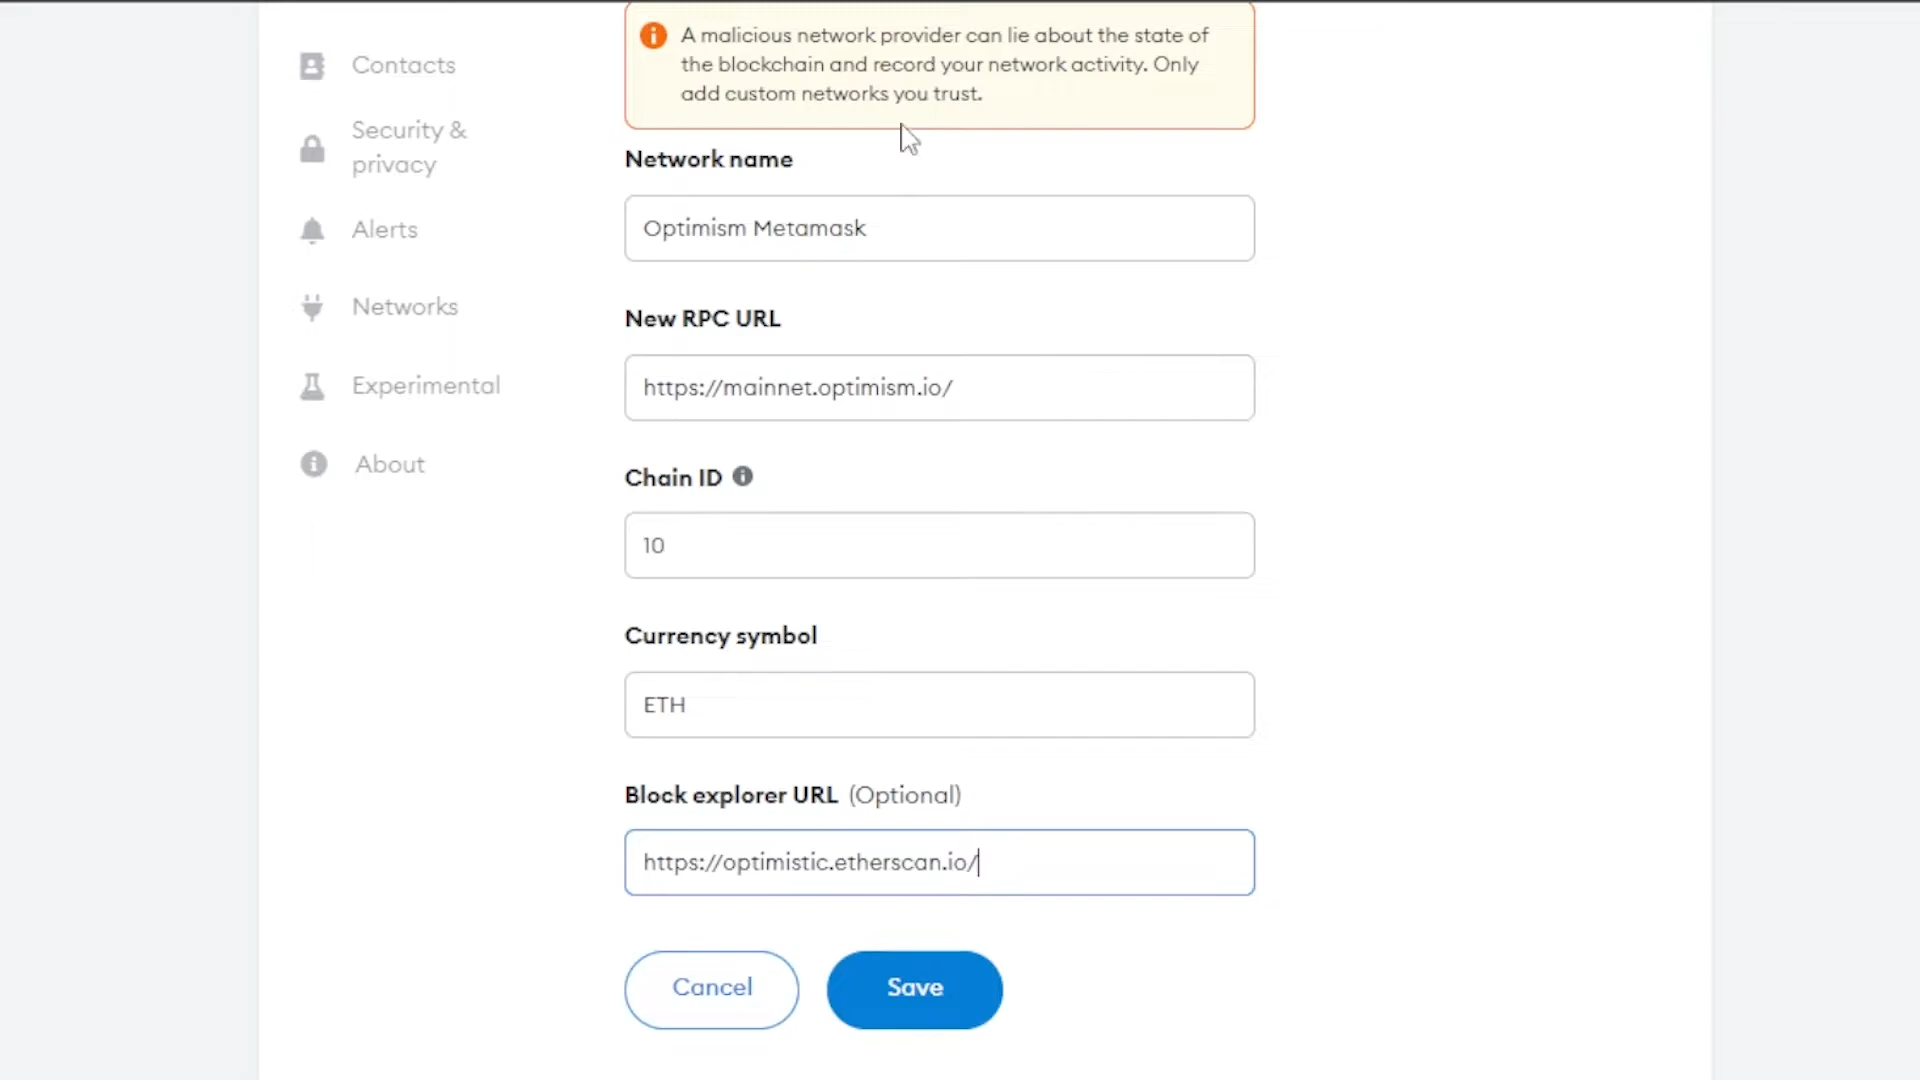 Contacts
Security &
privacy
Alerts
Networks
Experimental
About
A malicious network provider can lie about the state of
the blockchain and record your network activity. Only
add custom networks you trust.
Network name
Optimism Metamask
New RPC URL
https://mainnet.optimism.io/
Chain ID
10
Currency symbol
ETH
Block explorer URL (Optional)
https://optimistic.etherscan.io/
Cancel
Save